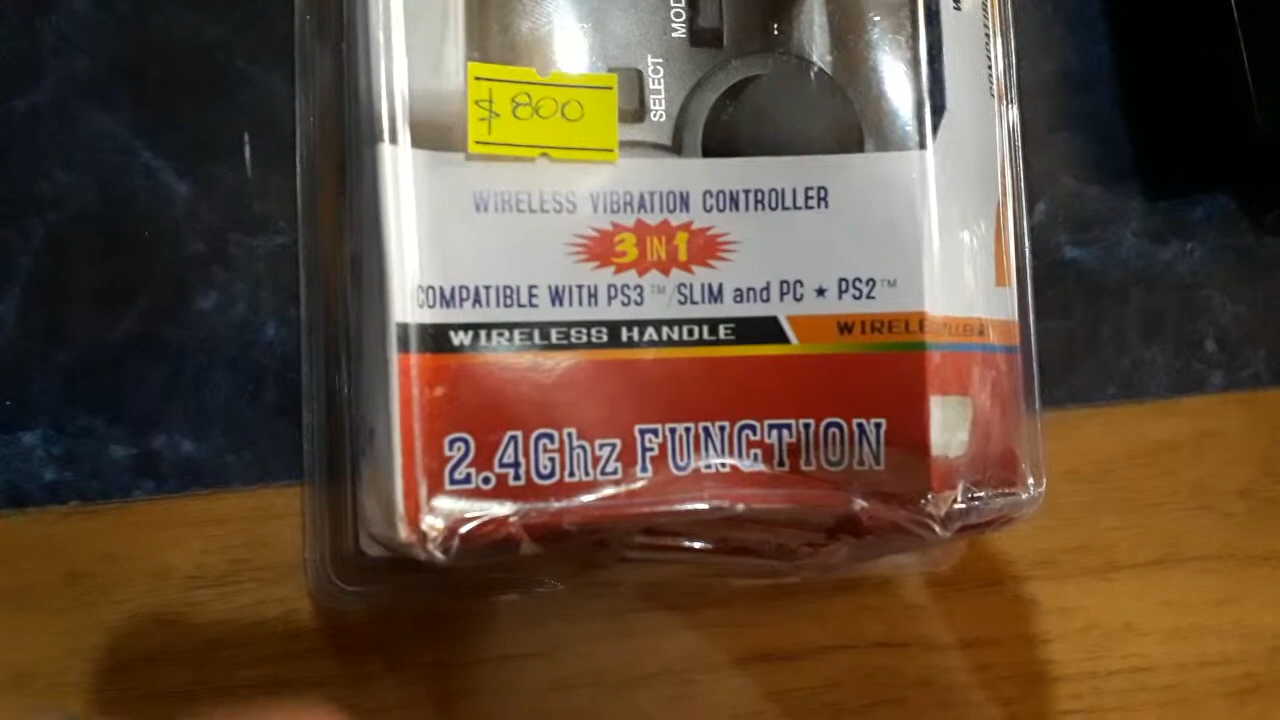 MOD
SELECT
$800
WIRELESS VIBRATION CONTROLLER
3 IN 1
COMPATIBLE WITH PS3™/SLIM and PC ★ PS2™
WIRELESS HANDLE
2.4Ghz FUNCTION